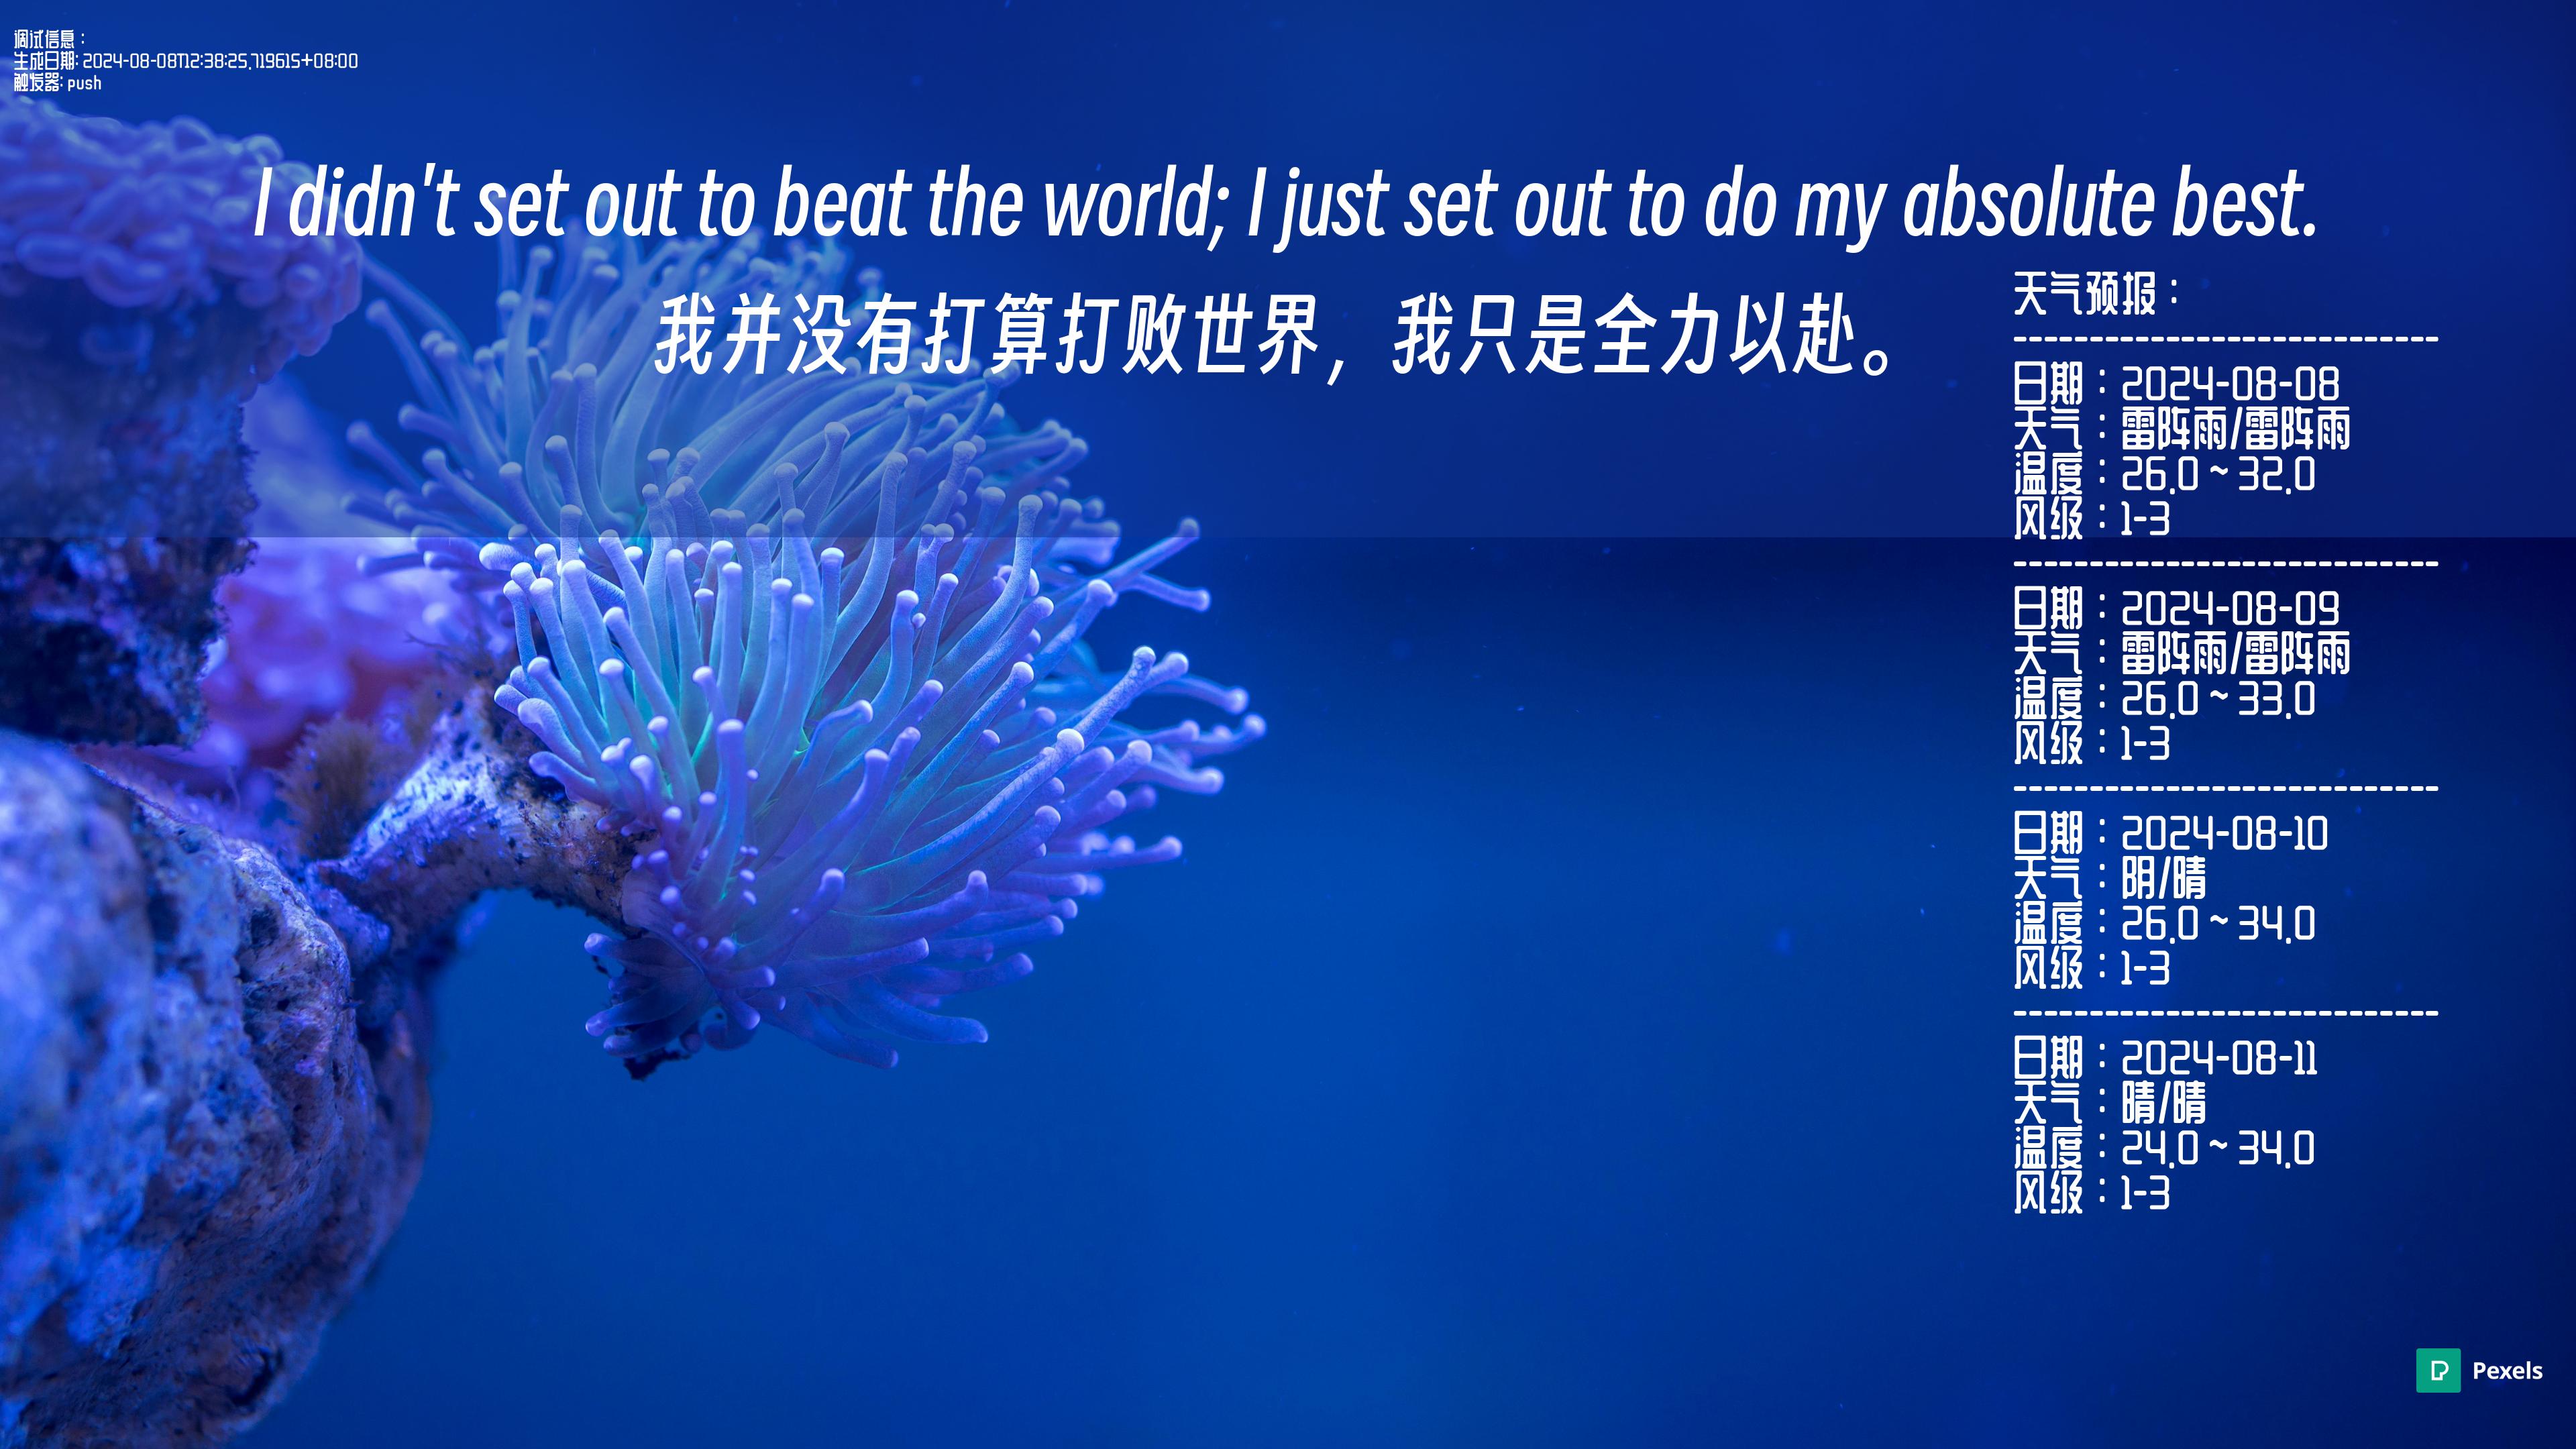 调试信息：
生成日期: 2024-08-08T12:38:25.719615+08:00
触发器: push
I didn't set out to beat the world; I just set out to do my absolute best.
我并没有打算打败世界，我只是全力以赴。
天气预报：
----------------------------
日期：2024-08-08
天气：雷阵雨/雷阵雨
温度：26.0 ~ 32.0
风级：1-3
----------------------------
日期：2024-08-09
天气：雷阵雨/雷阵雨
温度：26.0 ~ 33.0
风级：1-3
----------------------------
日期：2024-08-10
天气：阴/晴
温度：26.0 ~ 34.0
风级：1-3
----------------------------
日期：2024-08-11
天气：晴/晴
温度：24.0 ~ 34.0
风级：1-3
Pexels